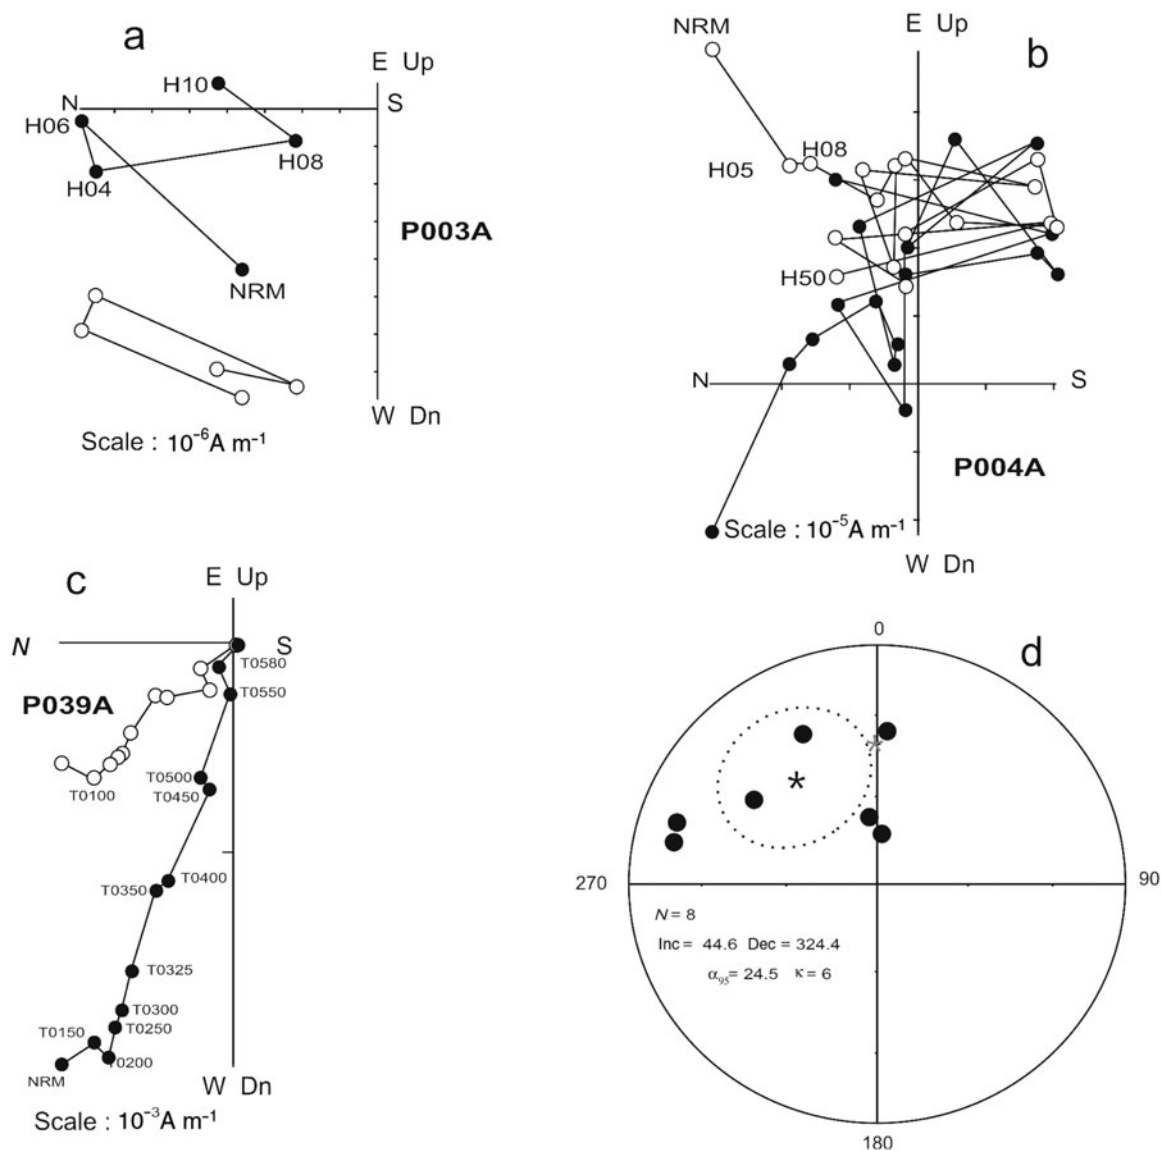 a
E Up
H10
N
S
H06
H08
H04
P003A
NRM
W Dn
Scale : 10⁻⁶A m⁻¹
b
NRM
E Up
H05
H08
H50
N
S
P004A
Scale : 10⁻⁵A m⁻¹
W Dn
c
E Up
N
S
P039A
T0580
T0550
T0100
T0500
T0450
T0400
T0350
T0325
T0300
T0250
T0150
T0200
NRM
W Dn
Scale : 10⁻³A m⁻¹
d
0
270
90
N = 8
Inc = 44.6 Dec = 324.4
α₉₅= 24.5 κ = 6
180